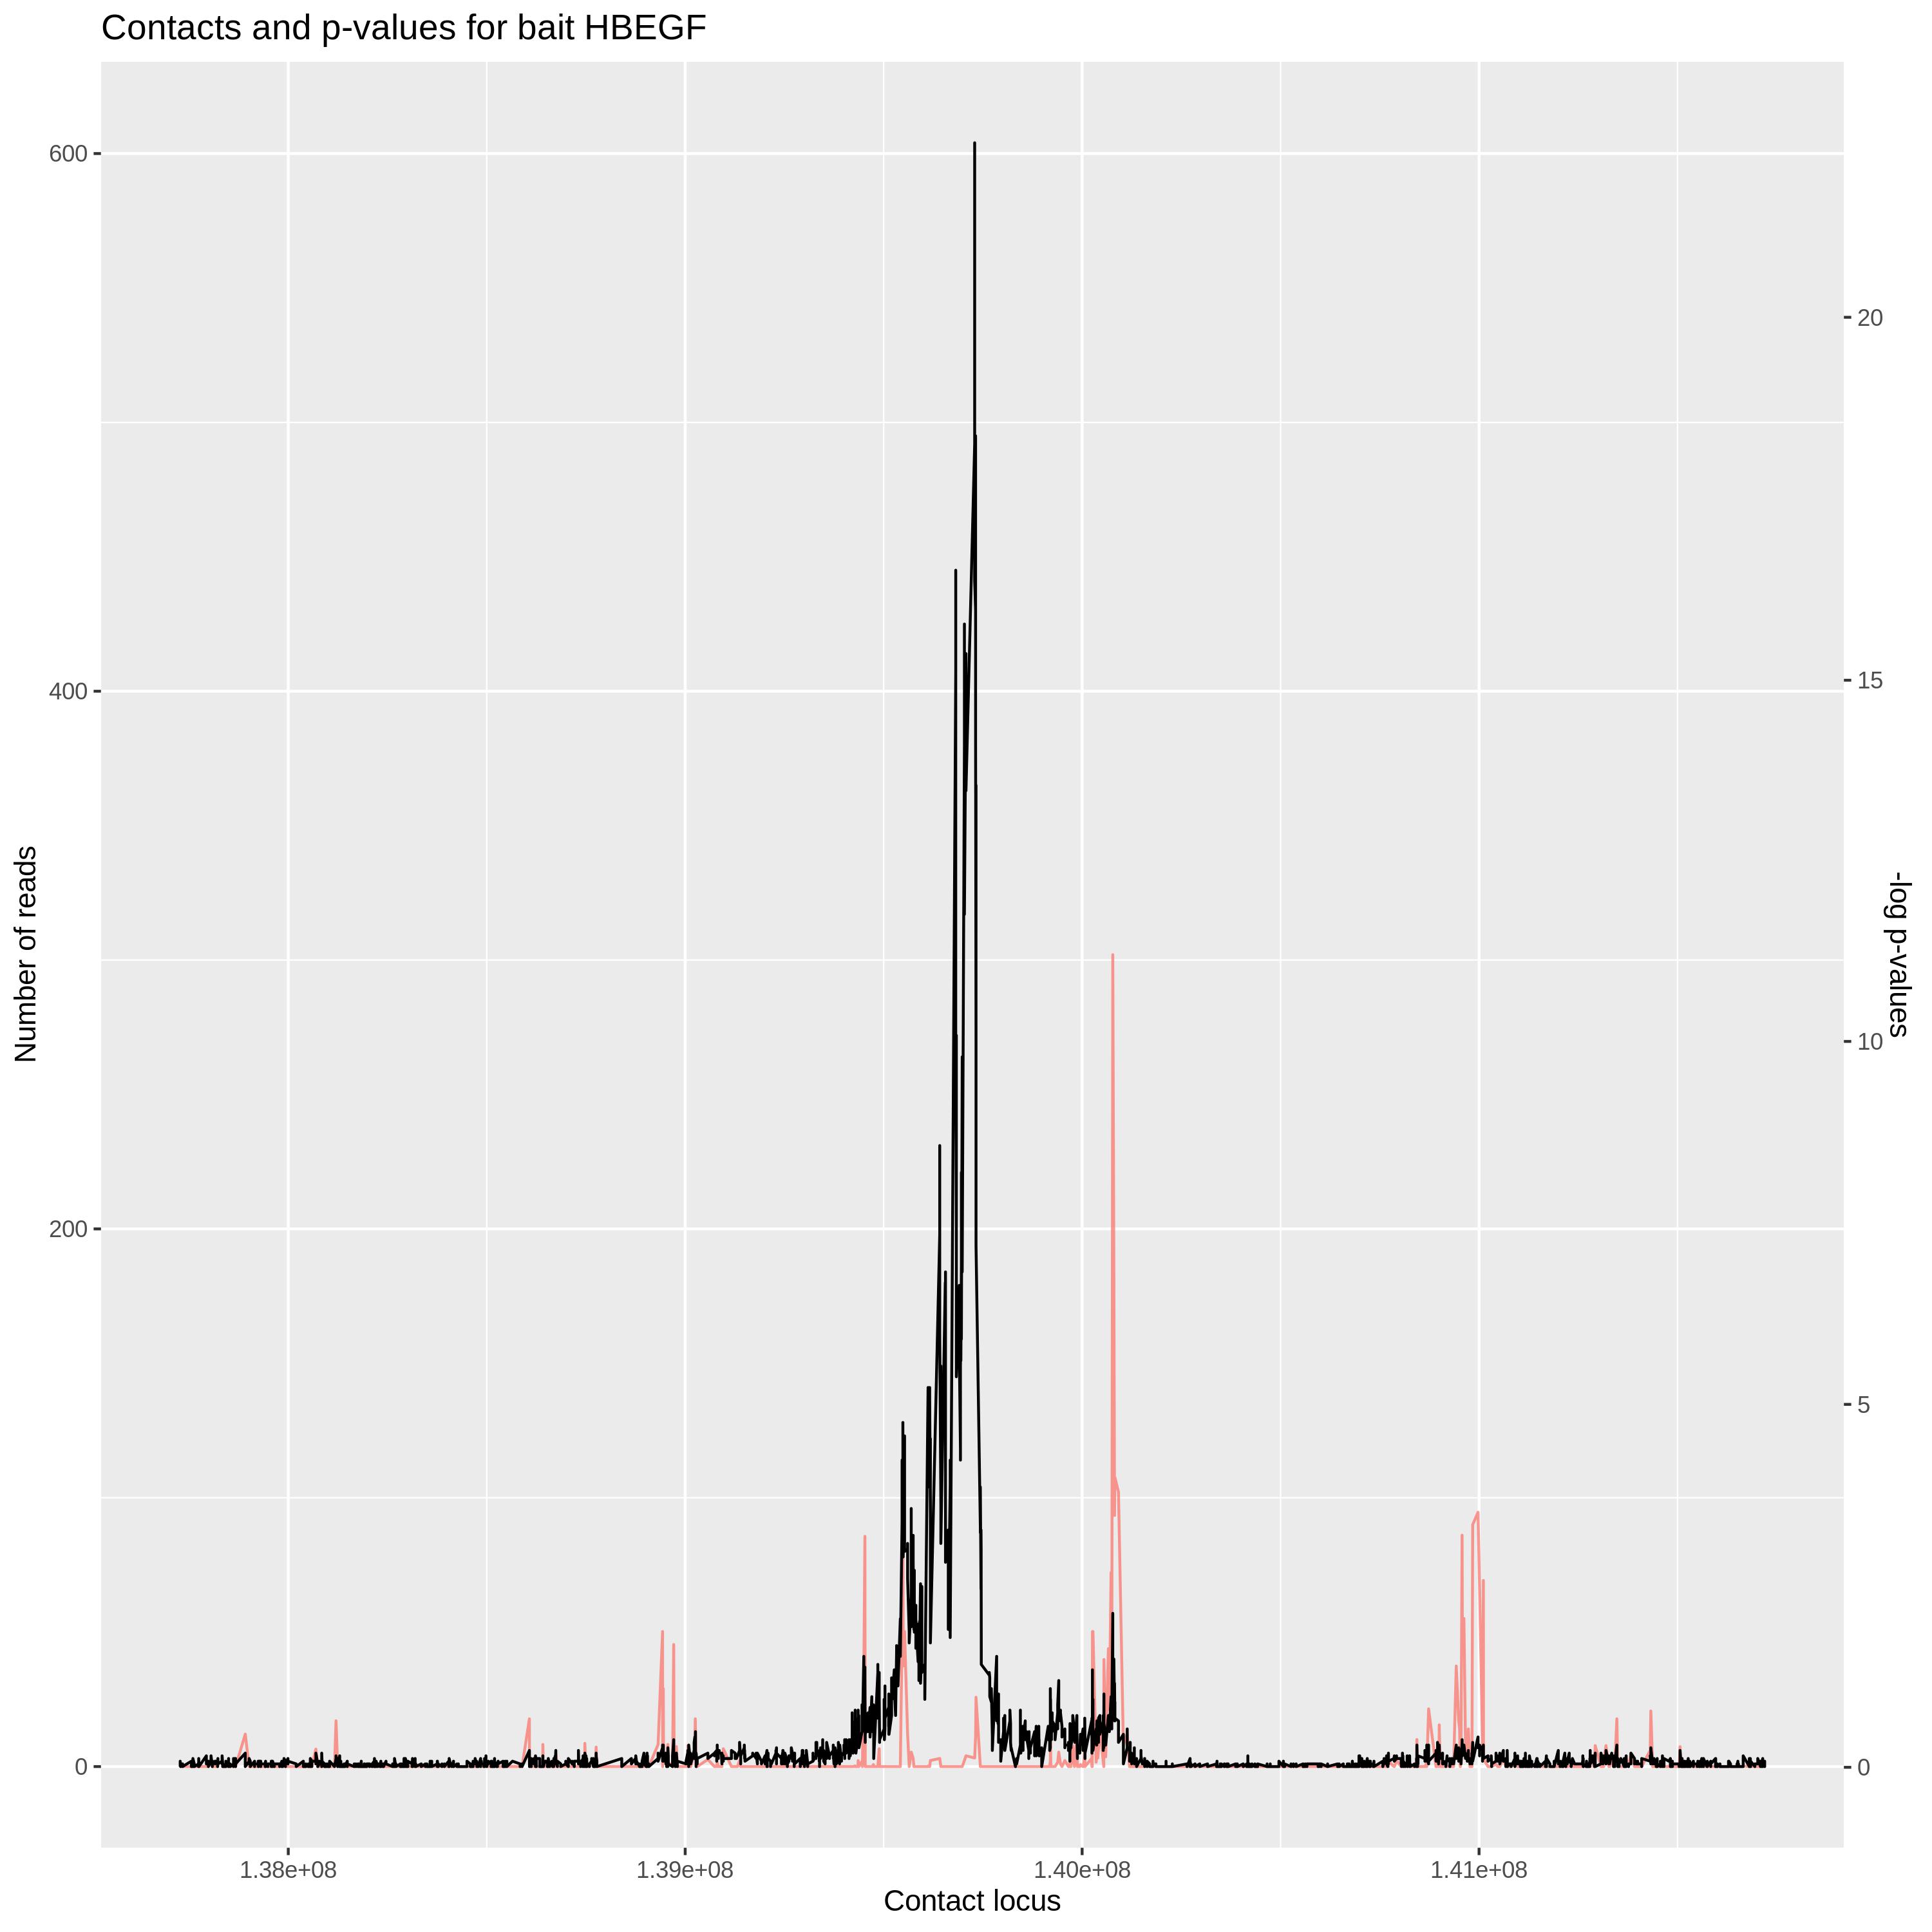 Contacts and p-values for bait HBEGF
600
400
200
0
Number of reads
20
15
10
5
0
-log p-values
1.38e+08
1.39e+08
1.40e+08
1.41e+08
Contact locus